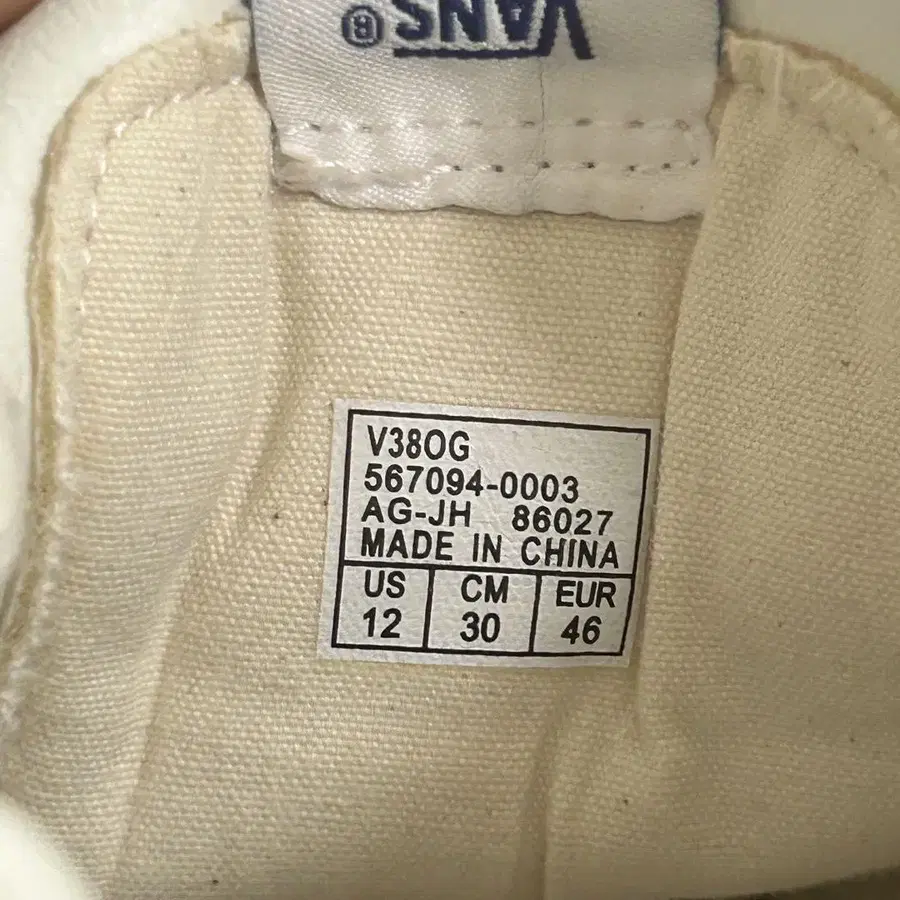 VANS®
V38OG
567094-0003
AG-JH 86027
MADE IN CHINA
US CM EUR
12 30 46